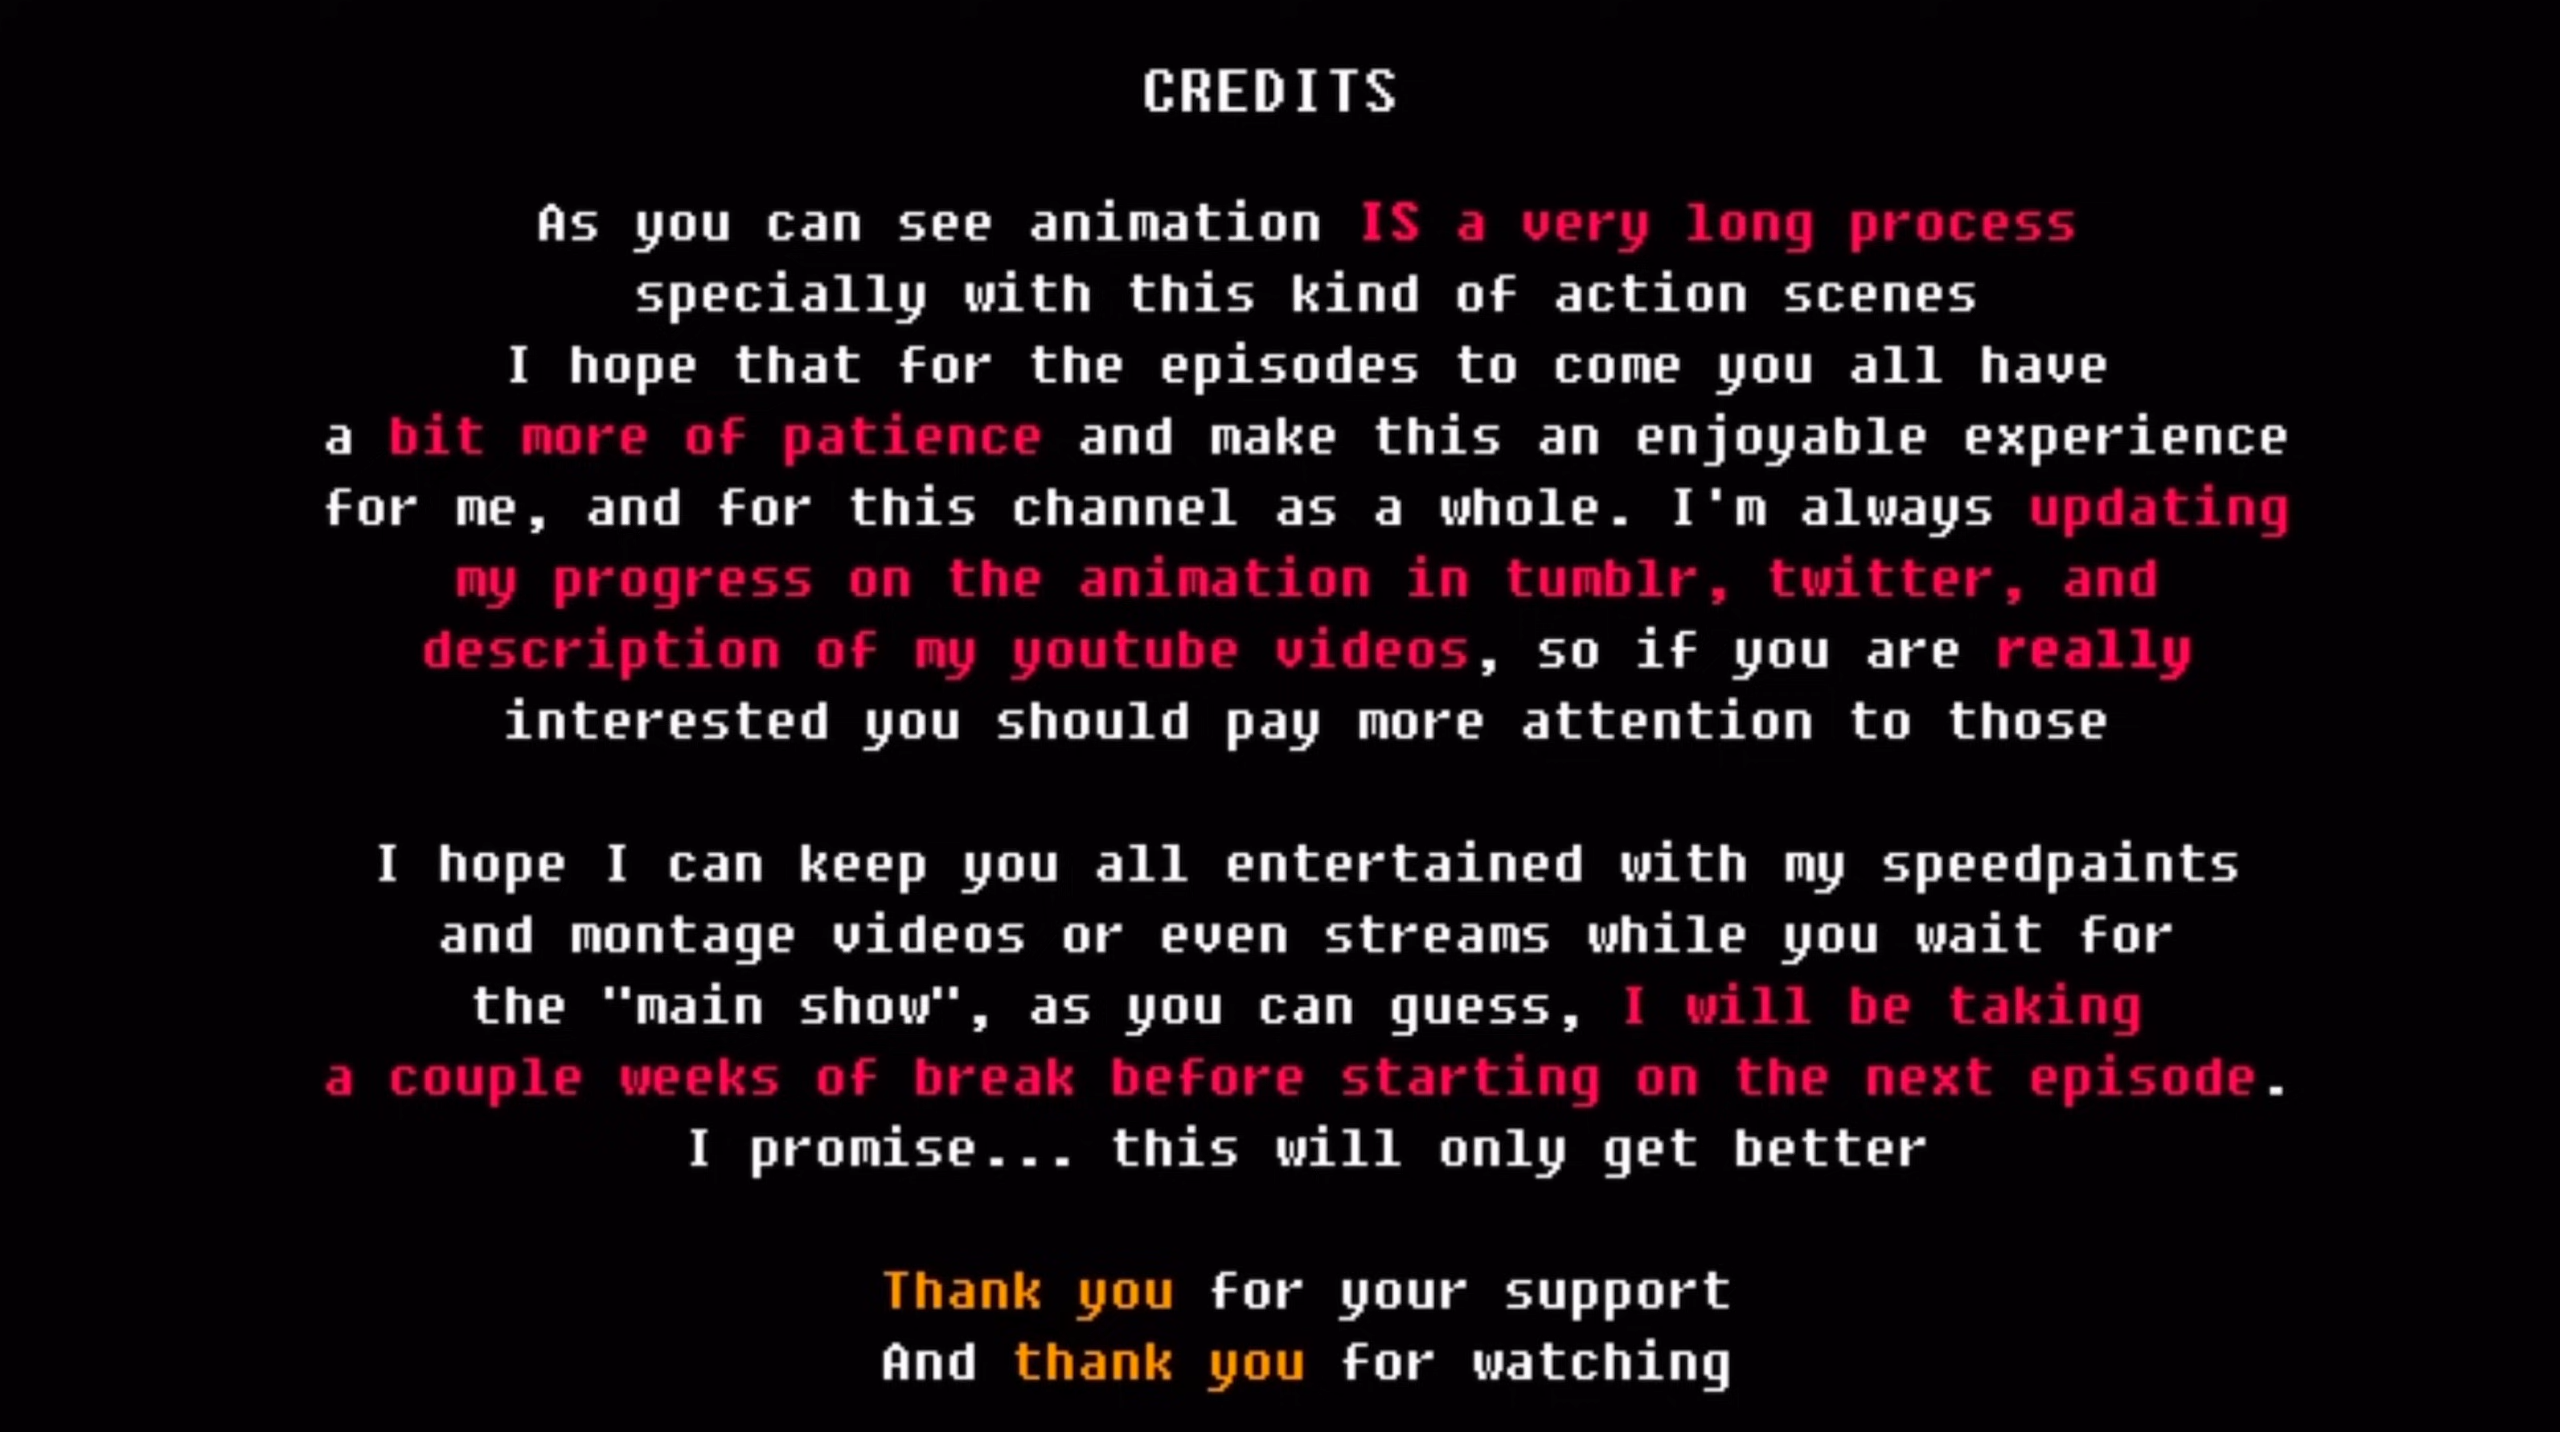 CREDITS
As you can see animation IS a very long process
specially with this kind of action scenes
I hope that for the episodes to come you all have
a bit more of patience and make this an enjoyable experience
for me, and for this channel as a whole. I'm always updating
my progress on the animation in tumblr, twitter, and
description of my youtube videos, so if you are really
interested you should pay more attention to those
I hope I can keep you all entertained with my speedpaints
and montage videos or even streams while you wait for
the "main show", as you can guess, I will be taking
a couple weeks of break before starting on the next episode.
I promise... this will only get better
Thank you for your support
And thank you for watching